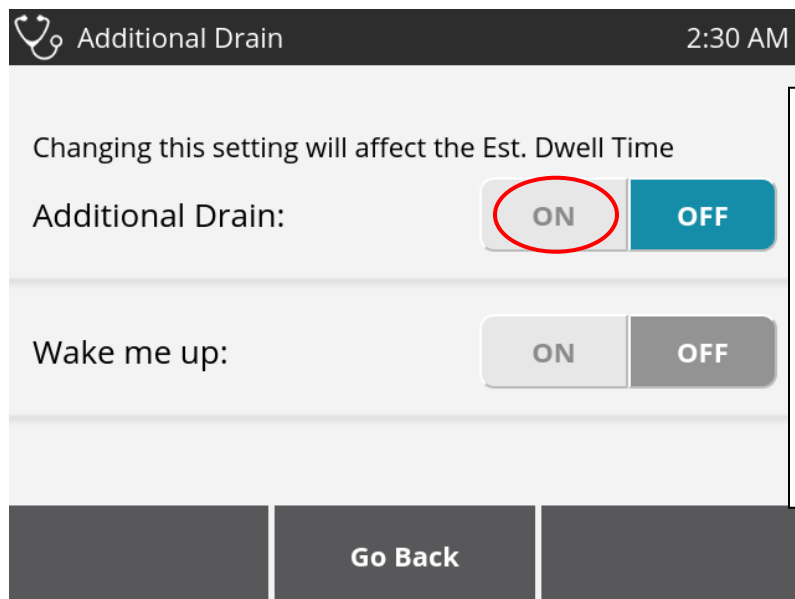 Additional Drain 2:30 AM
Changing this setting will affect the Est. Dwell Time
Additional Drain: ON OFF
Wake me up: ON OFF
Go Back